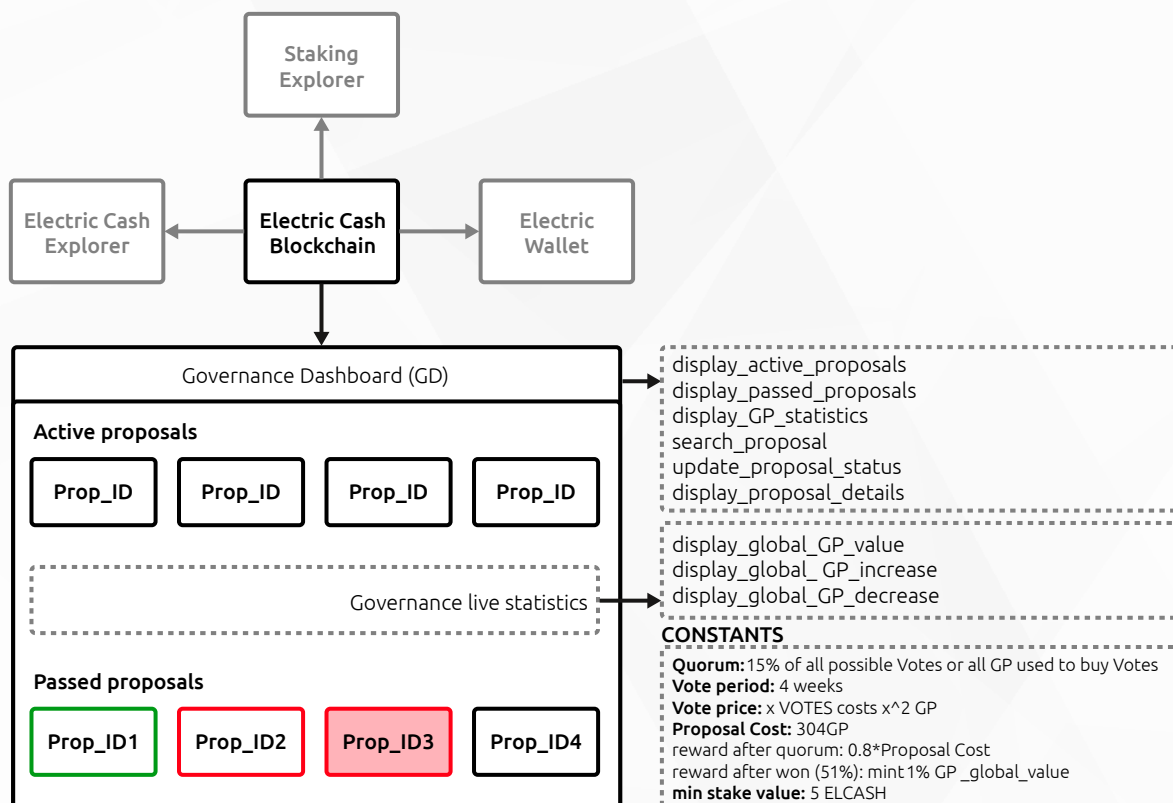 Staking
Explorer
Electric Cash
Explorer
Electric Cash
Blockchain
Electric
Wallet
Governance Dashboard (GD)
Active proposals
Prop_ID
Prop_ID
Prop_ID
Prop_ID
Governance live statistics
Passed proposals
Prop_ID1
Prop_ID2
Prop_ID3
Prop_ID4
display_active_proposals
display_passed_proposals
display_GP_statistics
search_proposal
update_proposal_status
display_proposal_details
display_global_GP_value
display_global_ GP_increase
display_global_GP_decrease
CONSTANTS
Quorum: 15% of all possible Votes or all GP used to buy Votes
Vote period: 4 weeks
Vote price: x VOTES costs x^2 GP
Proposal Cost: 304GP
reward after quorum: 0.8*Proposal Cost
reward after won (51%): mint 1% GP _global_value
min stake value: 5 ELCASH